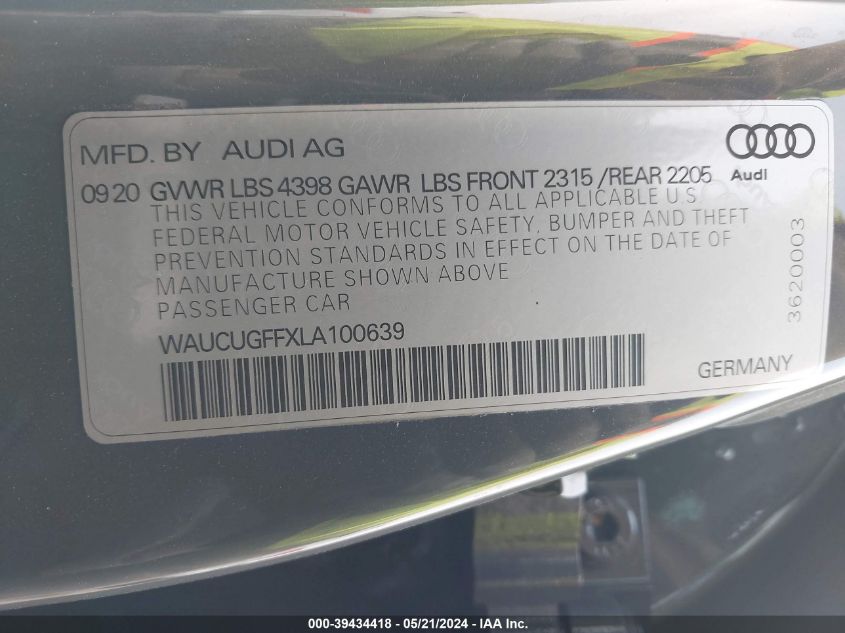 MFD. BY AUDI AG
Audi
09 20 GVWR LBS 4398 GAWR LBS FRONT 2315 / REAR 2205
THIS VEHICLE CONFORMS TO ALL APPLICABLE U.S.
FEDERAL MOTOR VEHICLE SAFETY, BUMPER AND THEFT
PREVENTION STANDARDS IN EFFECT ON THE DATE OF
MANUFACTURE SHOWN ABOVE
PASSENGER CAR
3620003
WAUCUGFFXLA100639
GERMANY
000-39434418 - 05/21/2024 - IAA Inc.